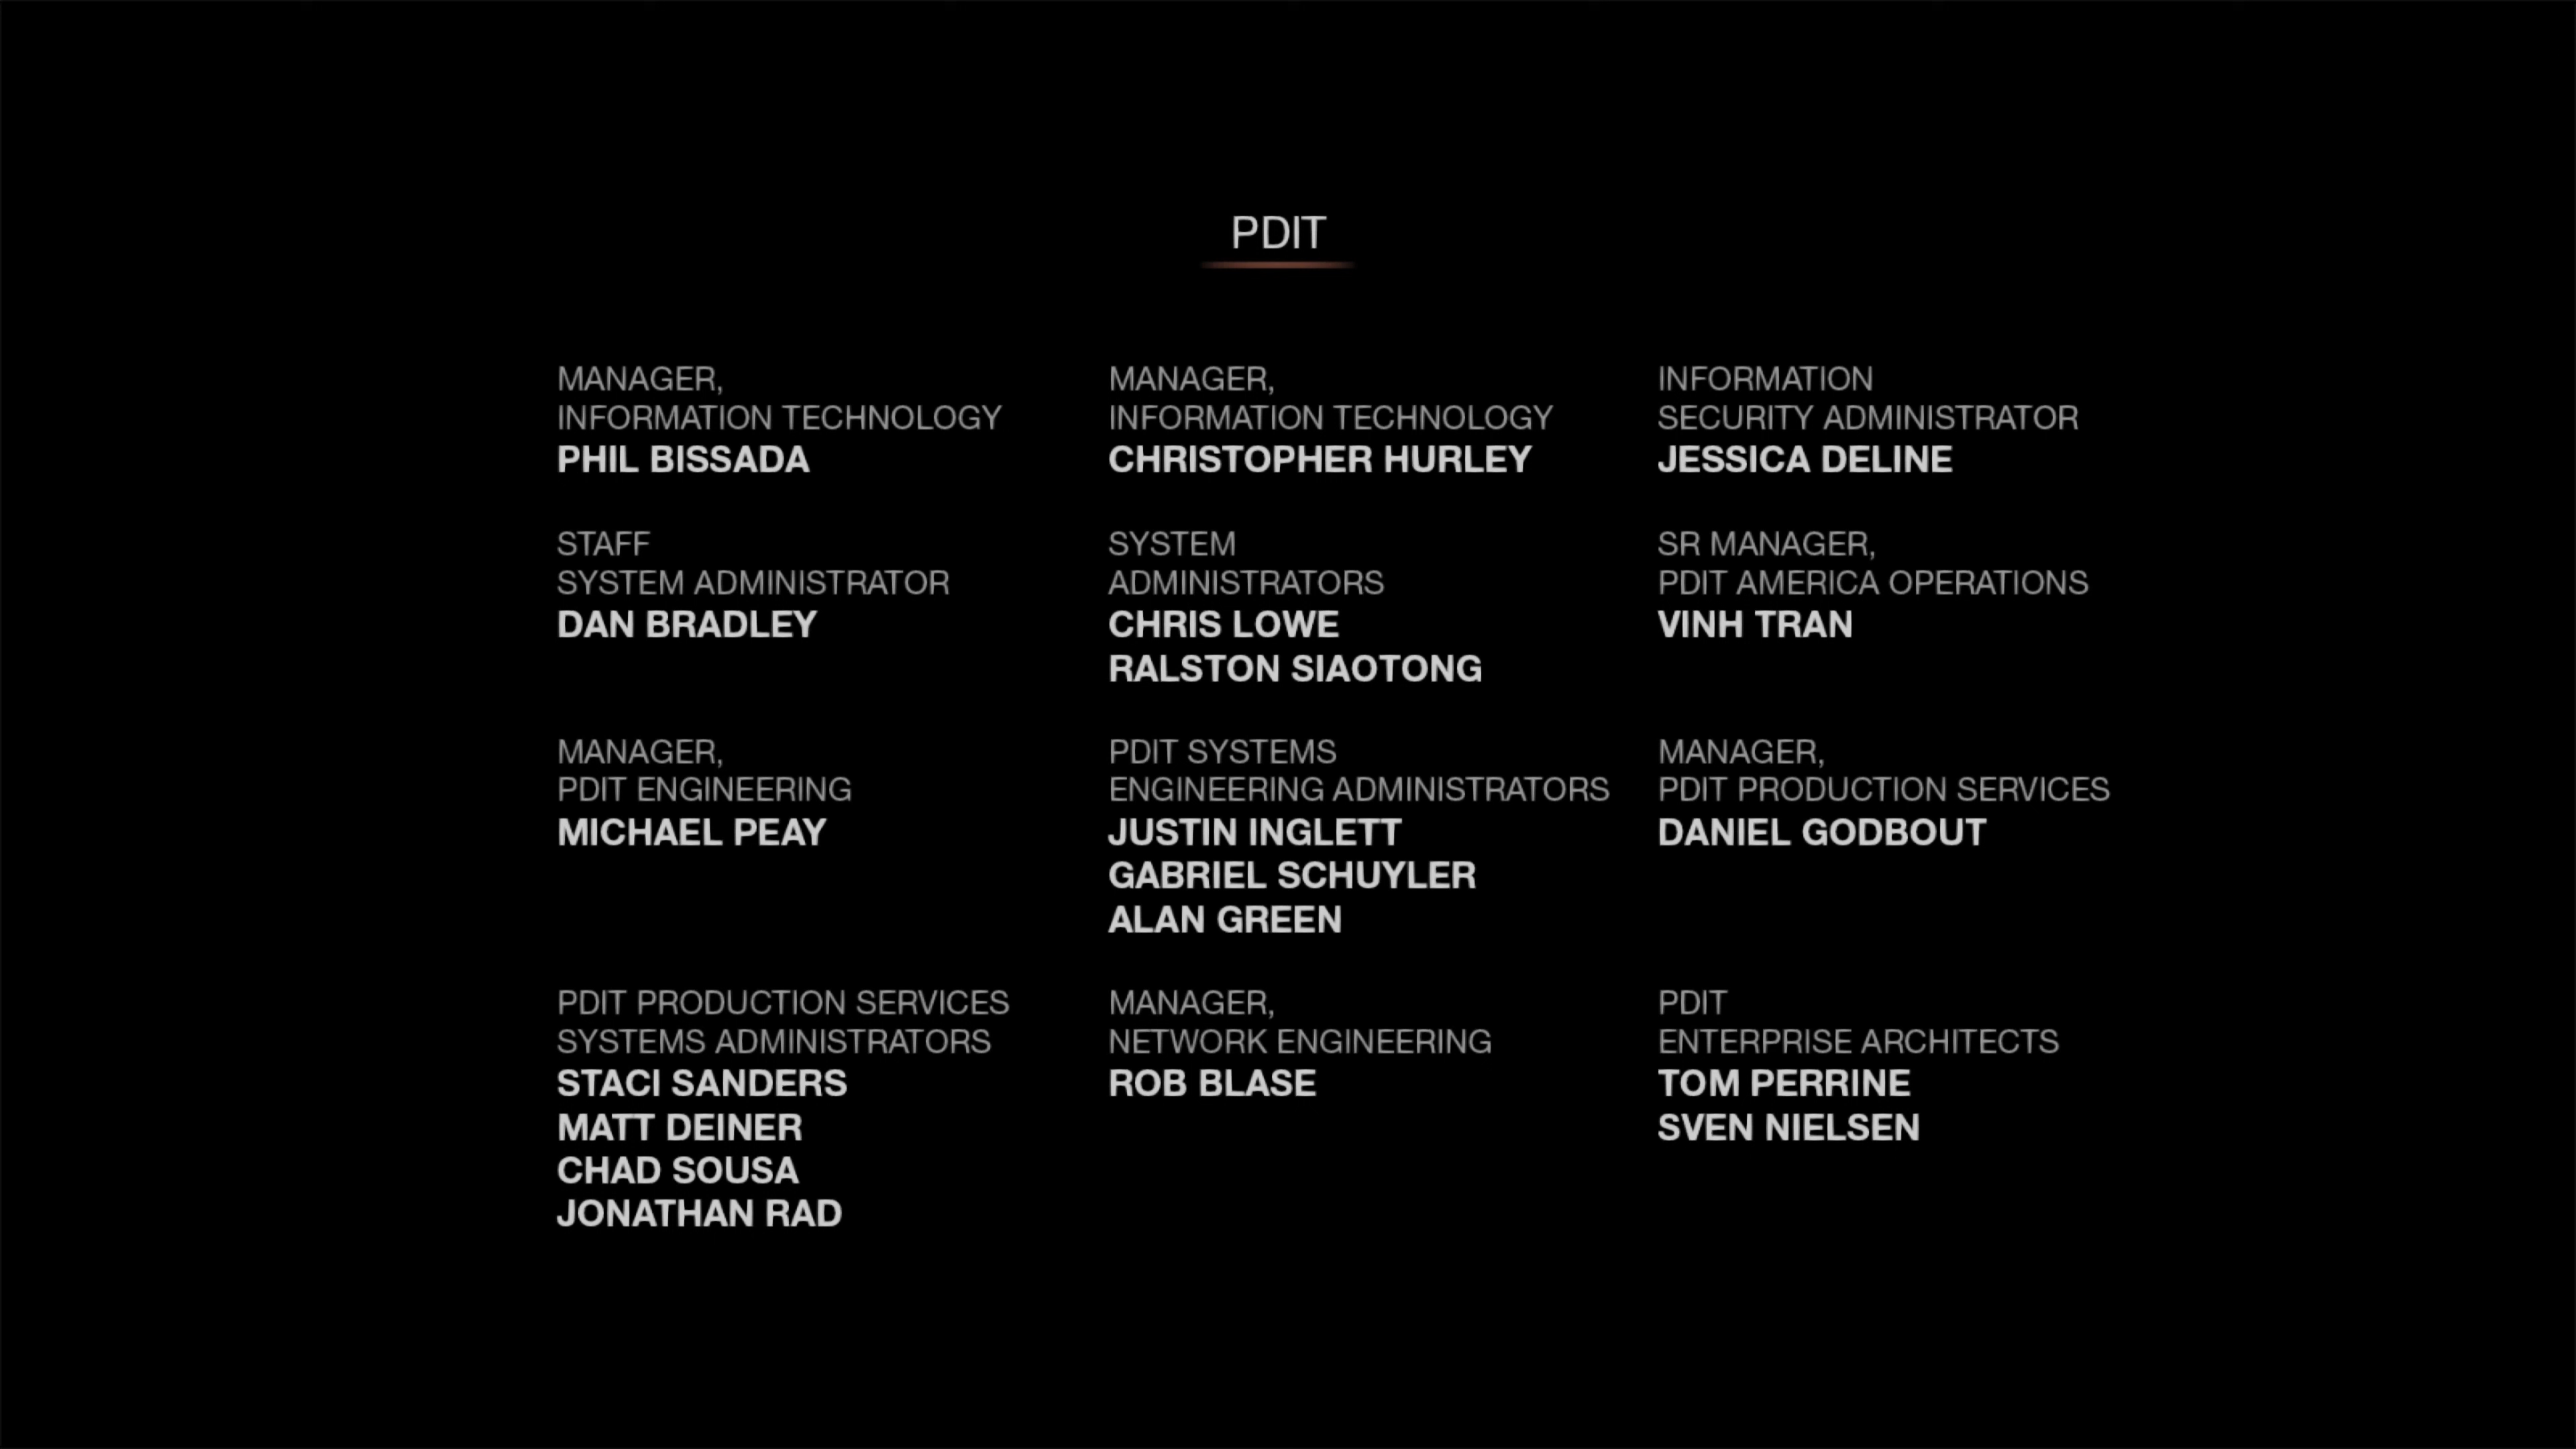 PDIT
MANAGER,
INFORMATION TECHNOLOGY
PHIL BISSADA
MANAGER,
INFORMATION TECHNOLOGY
CHRISTOPHER HURLEY
INFORMATION
SECURITY ADMINISTRATOR
JESSICA DELINE
STAFF
SYSTEM ADMINISTRATOR
DAN BRADLEY
SYSTEM
ADMINISTRATORS
CHRIS LOWE
RALSTON SIAOTONG
SR MANAGER,
PDIT AMERICA OPERATIONS
VINH TRAN
MANAGER,
PDIT ENGINEERING
MICHAEL PEAY
PDIT SYSTEMS
ENGINEERING ADMINISTRATORS
JUSTIN INGLETT
GABRIEL SCHUYLER
ALAN GREEN
MANAGER,
PDIT PRODUCTION SERVICES
DANIEL GODBOUT
PDIT PRODUCTION SERVICES
SYSTEMS ADMINISTRATORS
STACI SANDERS
MATT DEINER
CHAD SOUSA
JONATHAN RAD
MANAGER,
NETWORK ENGINEERING
ROB BLASE
PDIT
ENTERPRISE ARCHITECTS
TOM PERRINE
SVEN NIELSEN